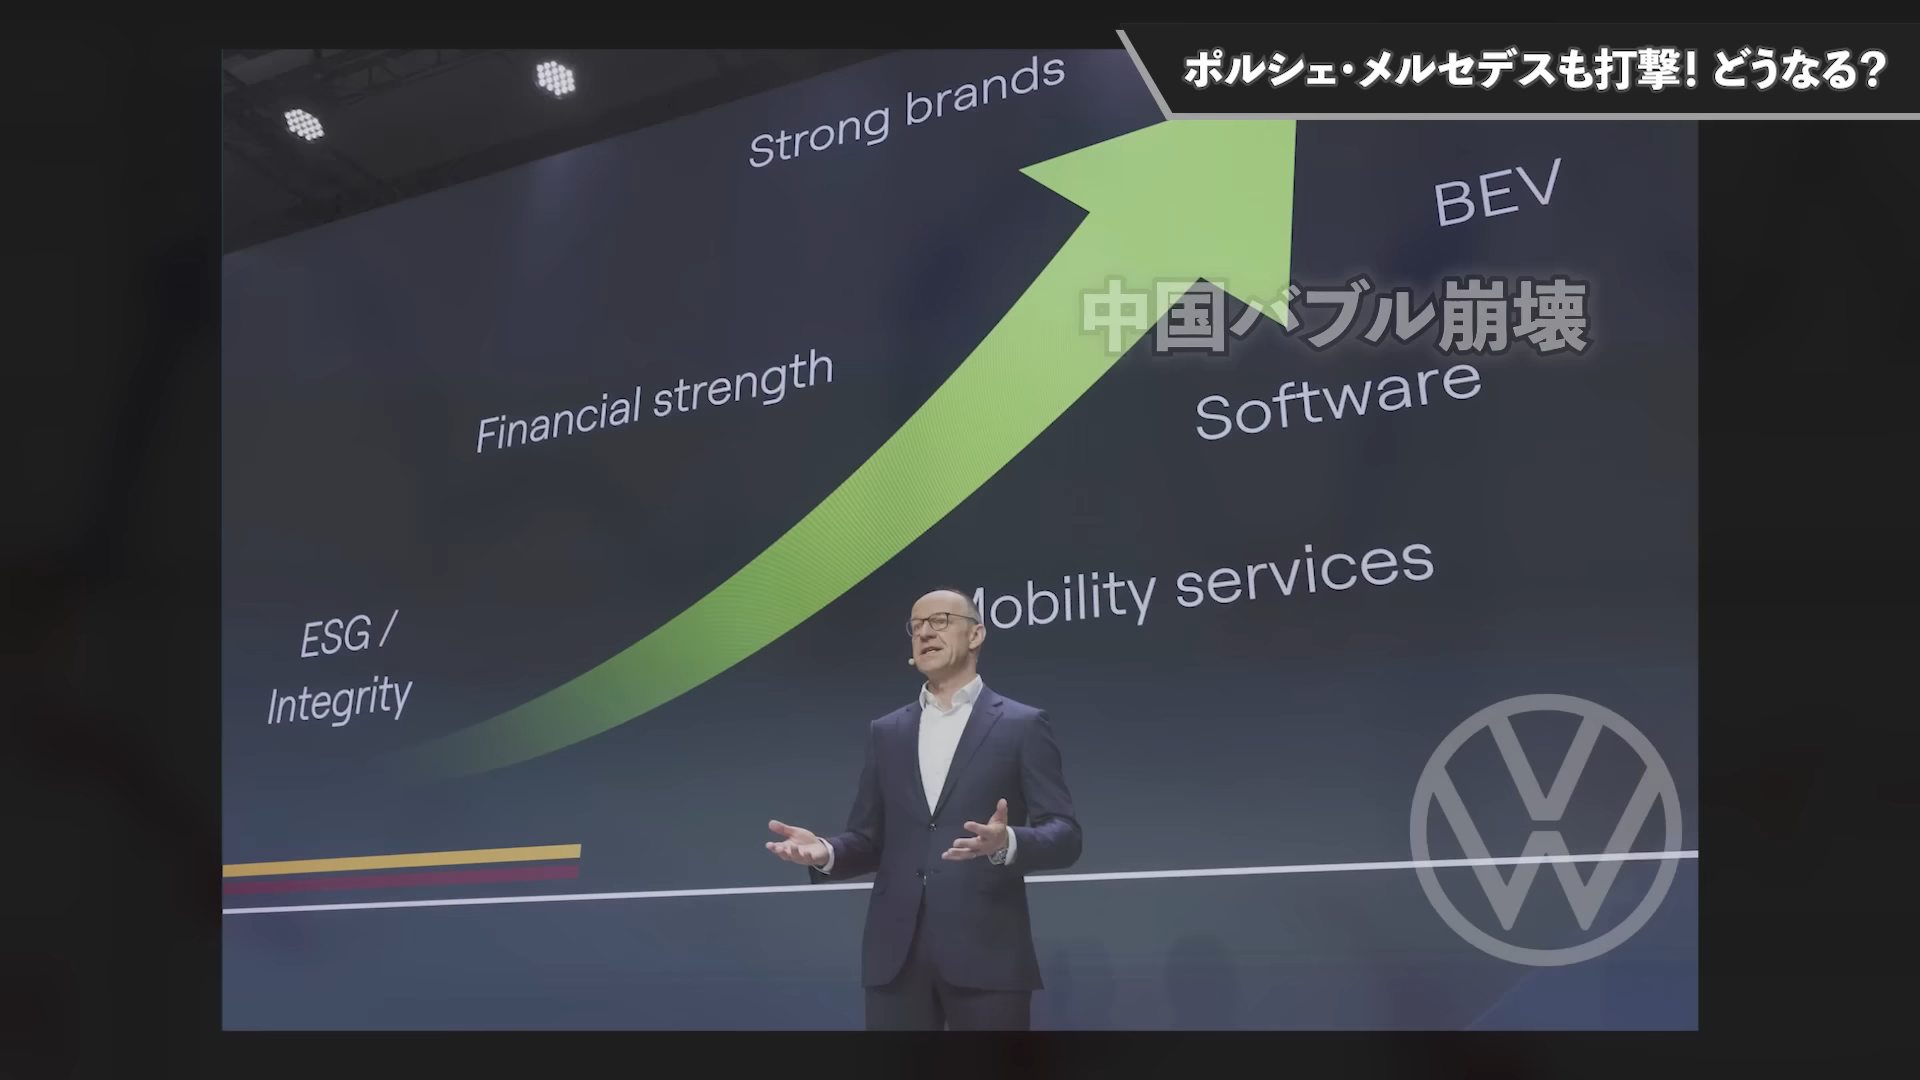 ポルシェ・メルセデスも打撃！どうなる？
Strong brands
BEV
中国バブル崩壊
Financial strength
Software
Mobility services
ESG /
Integrity